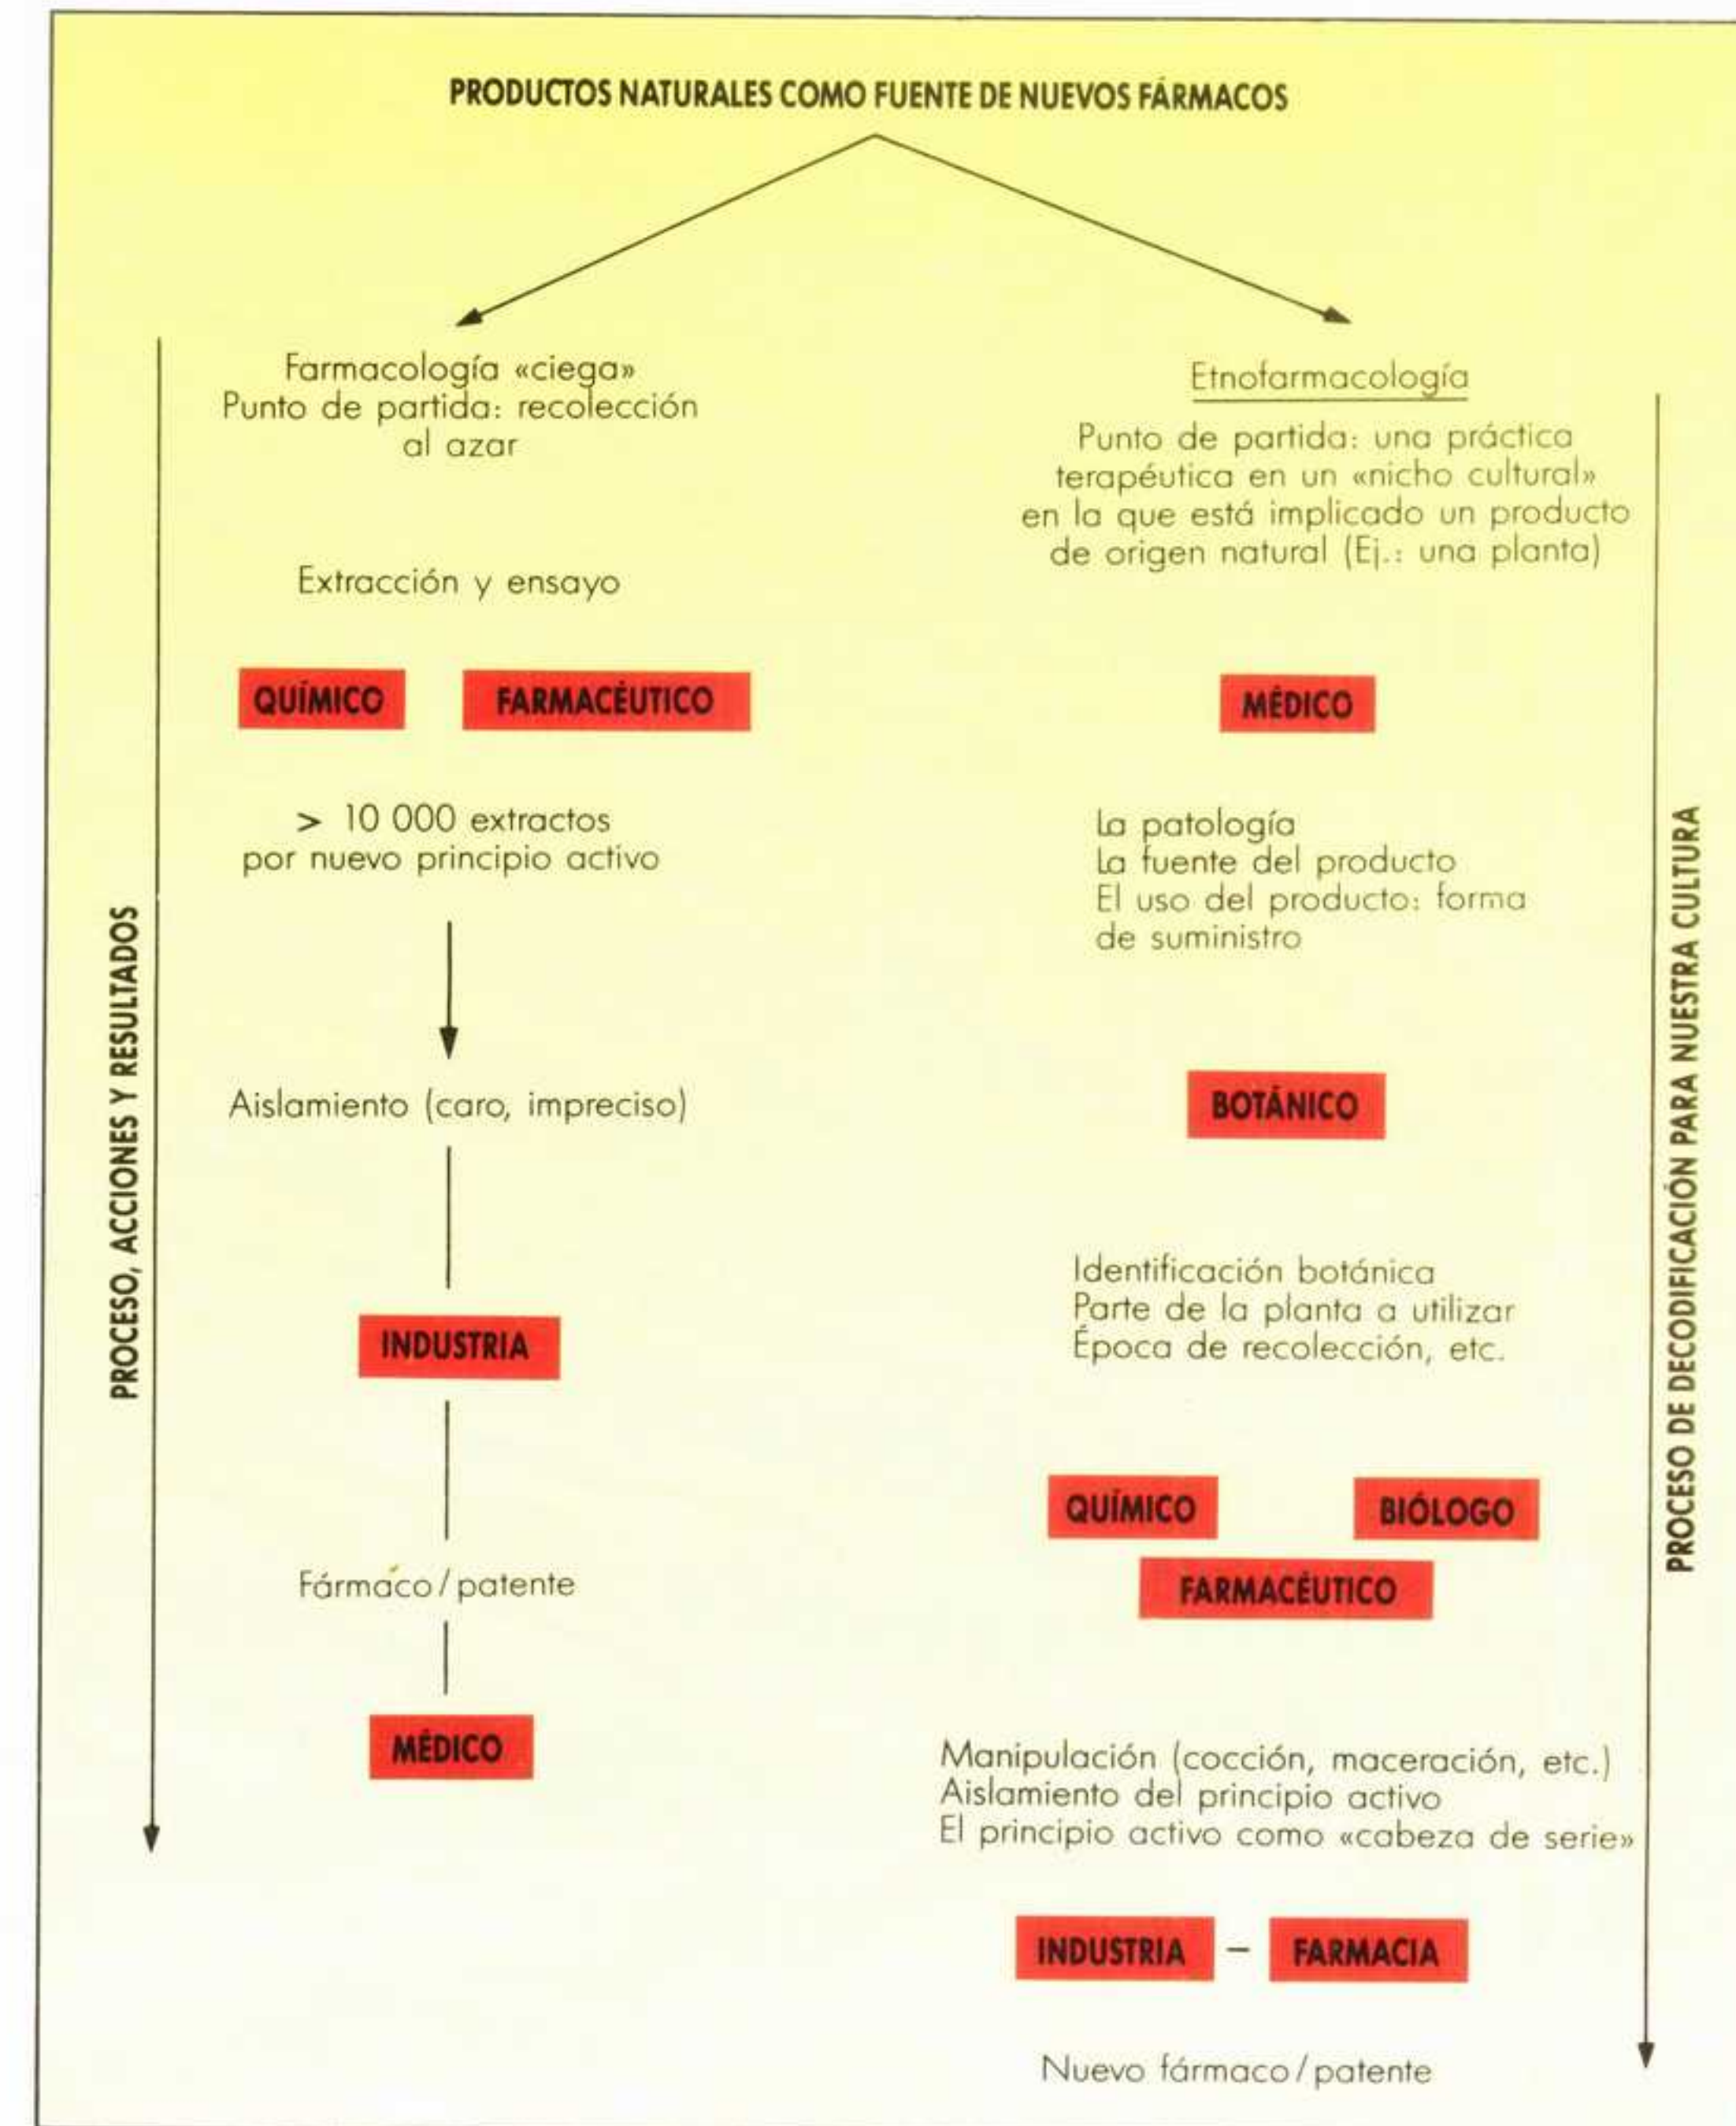 PRODUCTOS NATURALES COMO FUENTE DE NUEVOS FÁRMACOS
PROCESO, ACCIONES Y RESULTADOS
Farmacología «ciega»
Punto de partida: recolección
al azar
Extracción y ensayo
QUÍMICO
FARMACÉUTICO
> 10 000 extractos
por nuevo principio activo
Aislamiento (caro, impreciso)
INDUSTRIA
Fármaco / patente
MÉDICO
Etnofarmacología
Punto de partida: una práctica
terapéutica en un «nicho cultural»
en la que está implicado un producto
de origen natural (Ej.: una planta)
MÉDICO
La patología
La fuente del producto
El uso del producto: forma
de suministro
BOTÁNICO
Identificación botánica
Parte de la planta a utilizar
Época de recolección, etc.
QUÍMICO
BIÓLOGO
FARMACÉUTICO
Manipulación (cocción, maceración, etc.)
Aislamiento del principio activo
El principio activo como «cabeza de serie»
INDUSTRIA – FARMACIA
Nuevo fármaco / patente
PROCESO DE DECODIFICACIÓN PARA NUESTRA CULTURA